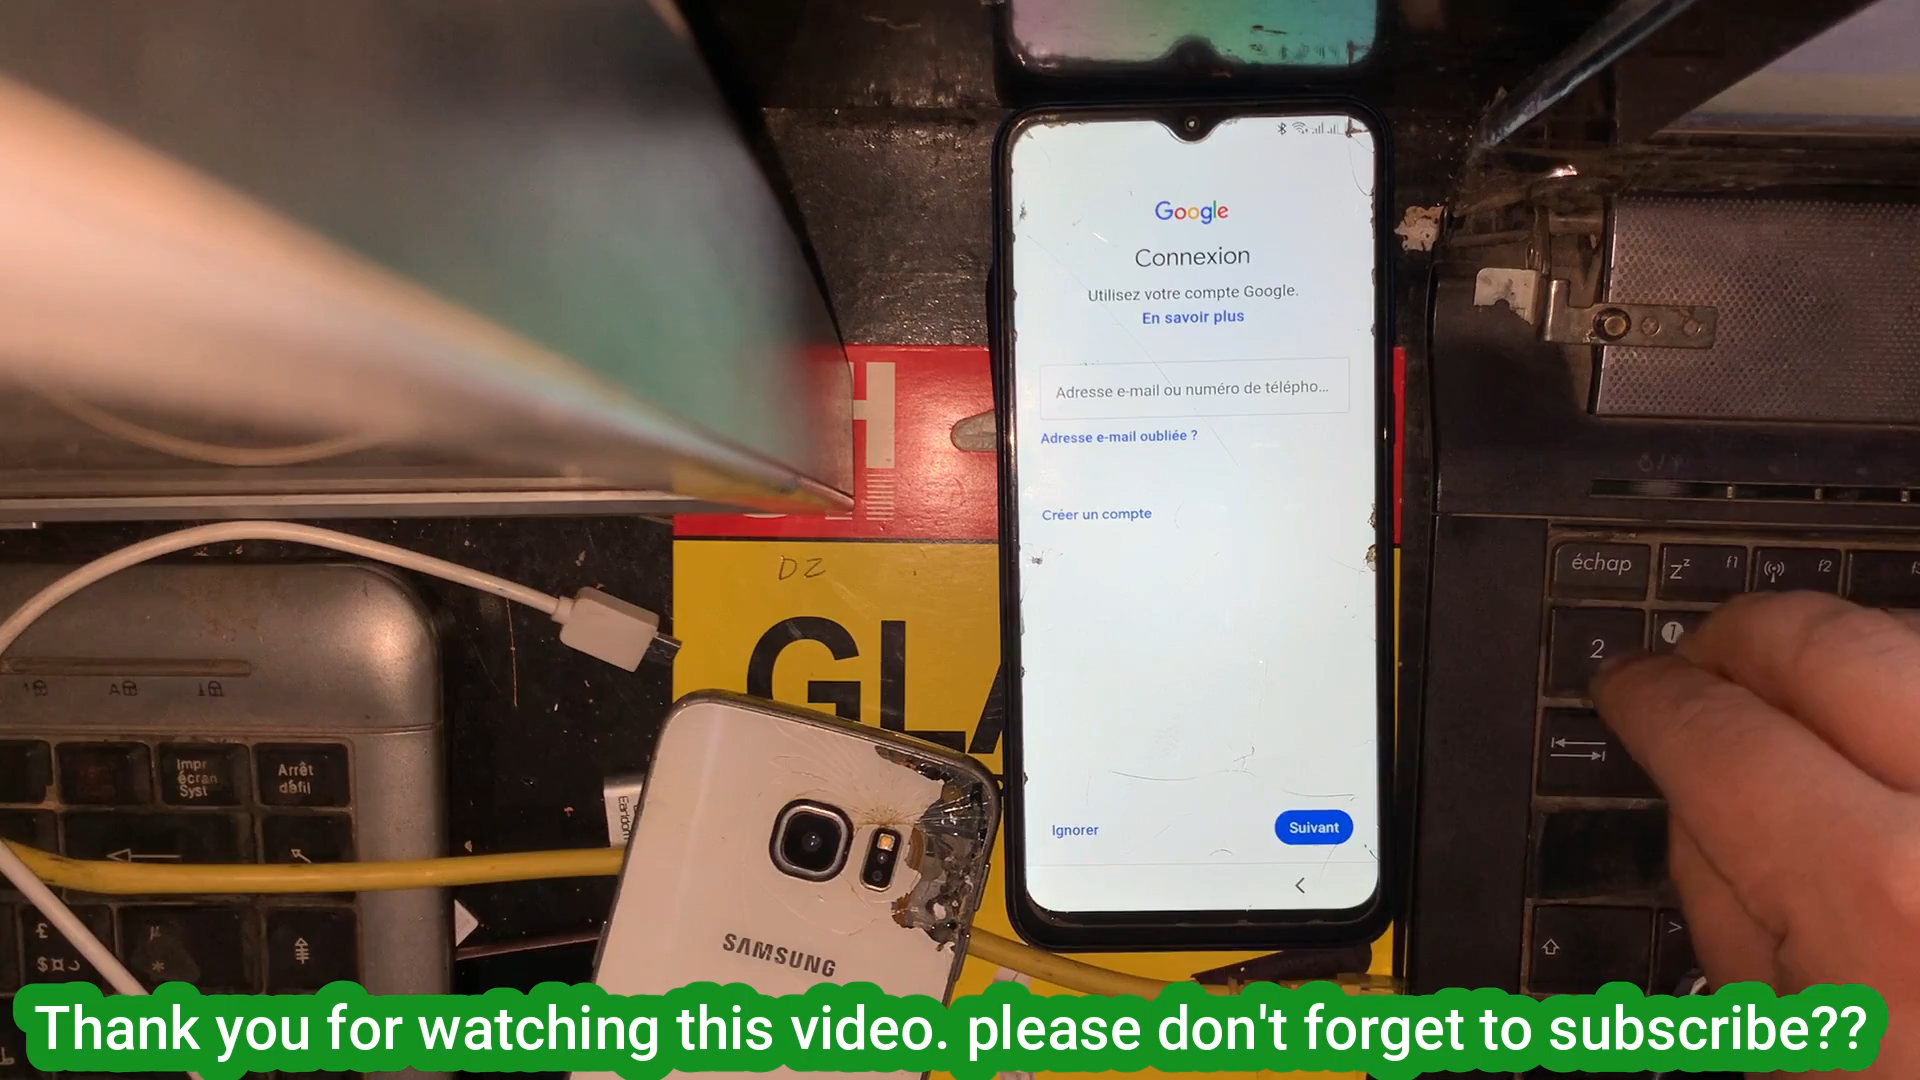 Google
Connexion
Utilisez votre compte Google.
En savoir plus
Adresse e-mail ou numéro de télépho...
Adresse e-mail oubliée ?
Créer un compte
Ignorer
Suivant
H
DZ
GLA
SAMSUNG
échap
f1
f2
2
Impr
écran
Syst
Arrêt
défil
Thank you for watching this video. please don't forget to subscribe??